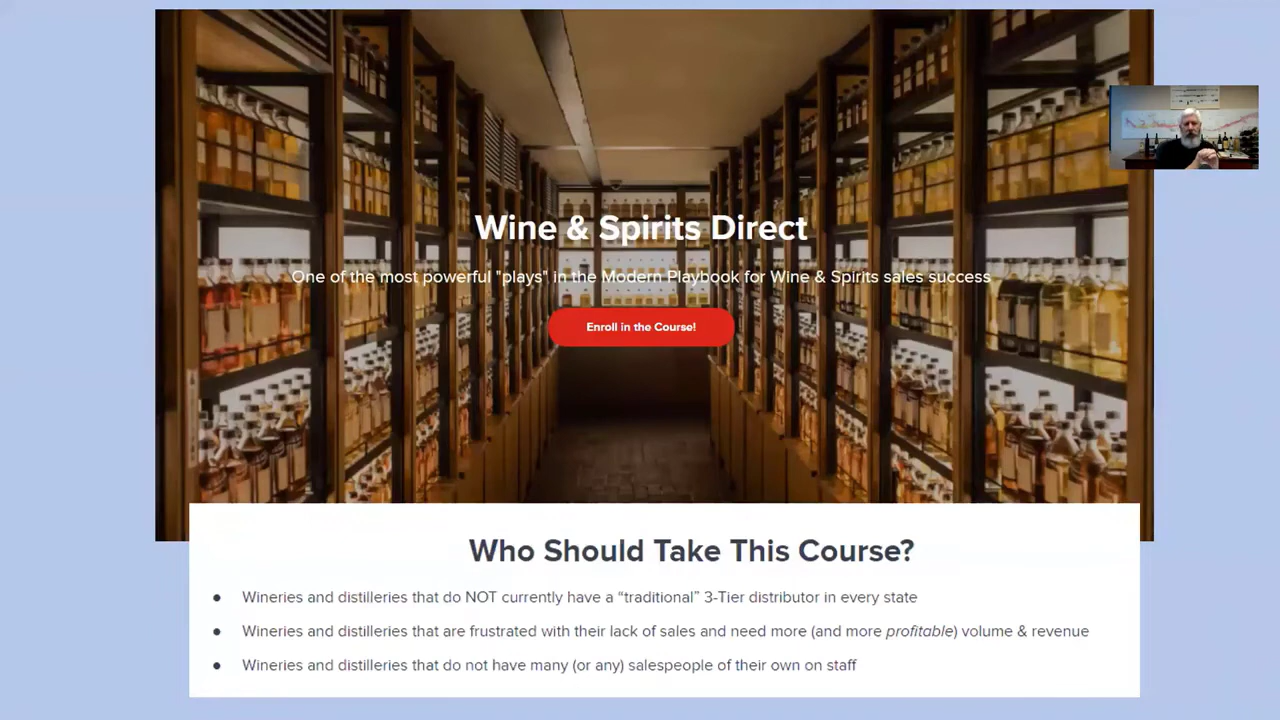 Wine & Spirits Direct
One of the most powerful "plays" in the Modern Playbook for Wine & Spirits sales success
Enroll in the Course!
Who Should Take This Course?
● Wineries and distilleries that do NOT currently have a “traditional” 3-Tier distributor in every state
● Wineries and distilleries that are frustrated with their lack of sales and need more (and more profitable) volume & revenue
● Wineries and distilleries that do not have many (or any) salespeople of their own on staff